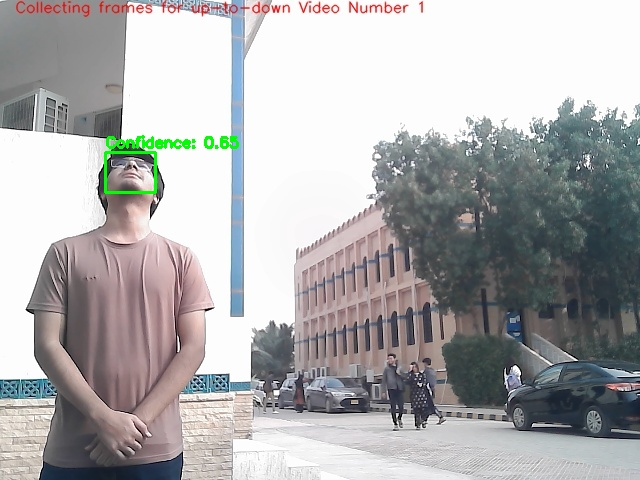 Collecting frames for up-to-down Video Number 1
Confidence: 0.65